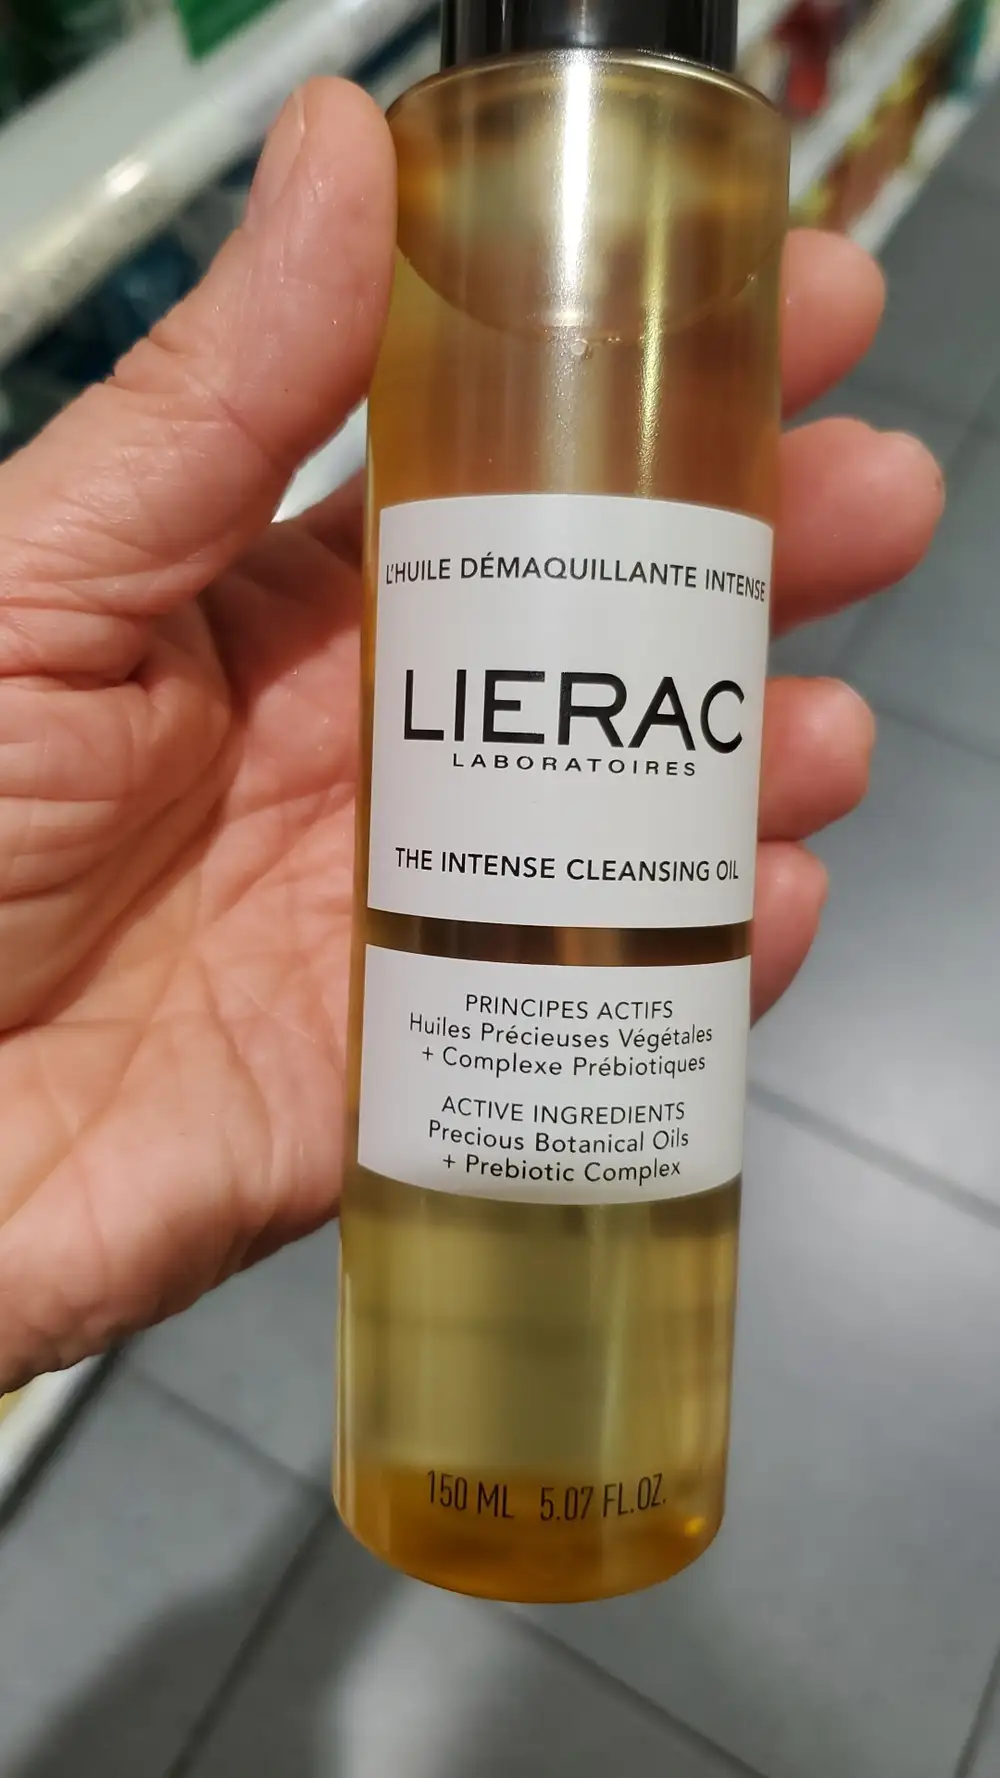 L'HUILE DÉMAQUILLANTE INTENSE
LIERAC
LABORATOIRES
THE INTENSE CLEANSING OIL
PRINCIPES ACTIFS
Huiles Précieuses Végétales
+ Complexe Prébiotiques
ACTIVE INGREDIENTS
Precious Botanical Oils
+ Prebiotic Complex
150 ML 5.07 FL.OZ.